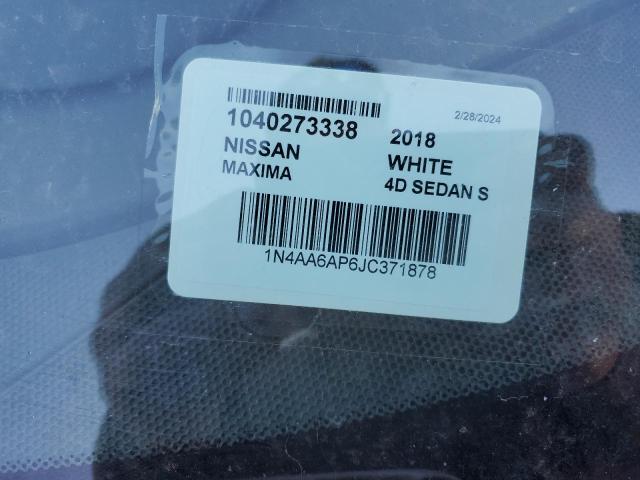 2/28/2024
1040273338 2018
NISSAN WHITE
MAXIMA 4D SEDAN S
1N4AA6AP6JC371878